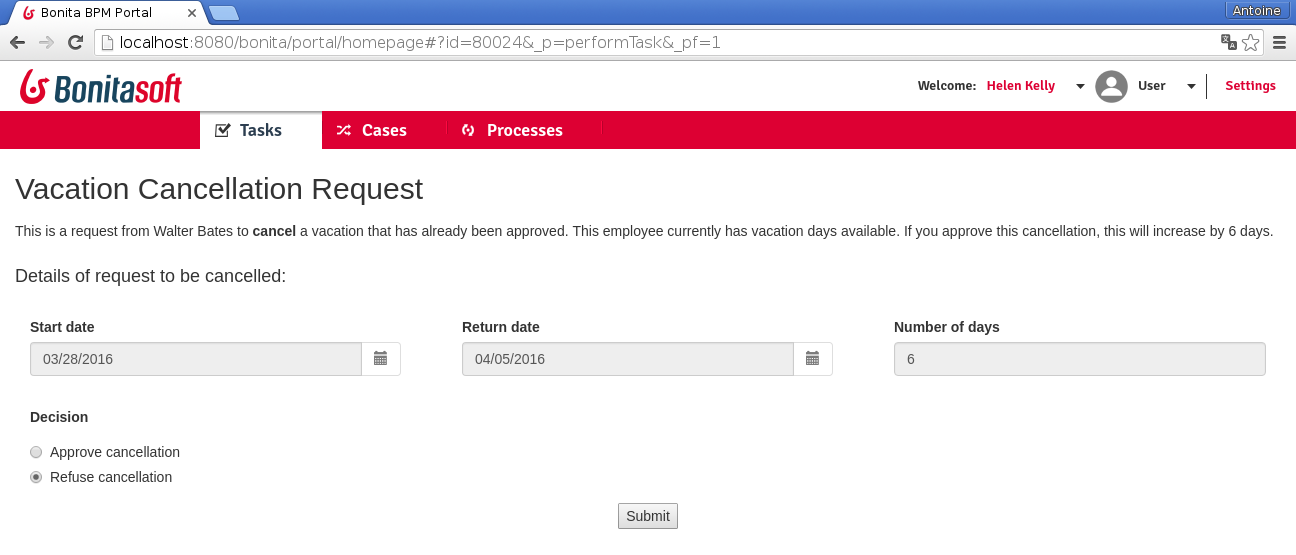 Bonita BPM Portal
Antoine
localhost:8080/bonita/portal/homepage#?id=80024&_p=performTask&_pf=1
Bonitasoft
Welcome: Helen Kelly User Settings
Tasks Cases Processes
Vacation Cancellation Request
This is a request from Walter Bates to cancel a vacation that has already been approved. This employee currently has vacation days available. If you approve this cancellation, this will increase by 6 days.
Details of request to be cancelled:
Start date Return date Number of days
03/28/2016 04/05/2016 6
Decision
Approve cancellation
Refuse cancellation
Submit